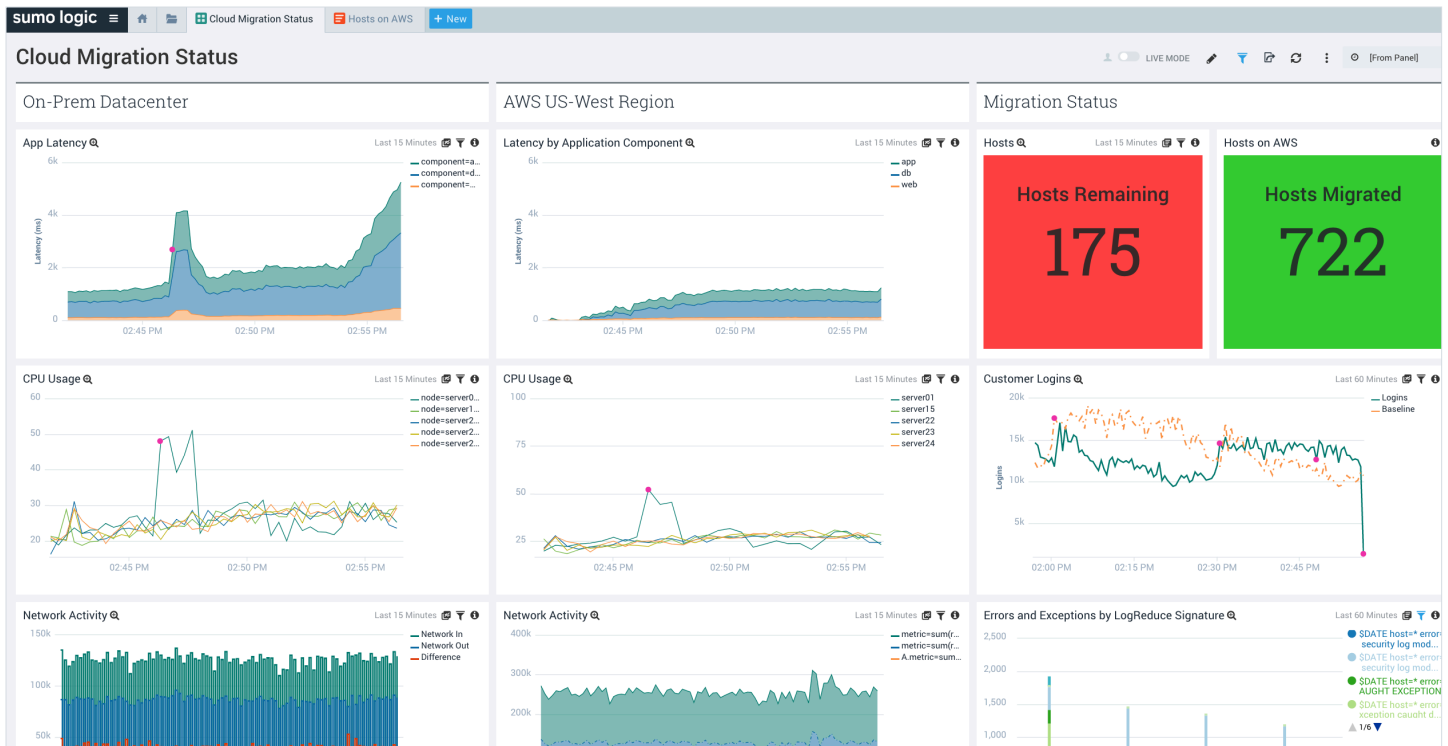 sumo logic
Cloud Migration Status
Hosts on AWS
+ New
Cloud Migration Status
LIVE MODE
[From Panel]
On-Prem Datacenter
AWS US-West Region
Migration Status
App Latency
Last 15 Minutes
6k
4k
2k
0
Latency (ms)
02:45 PM
02:50 PM
02:55 PM
component=a...
component=d...
component=...
Latency by Application Component
Last 15 Minutes
6k
4k
2k
0
Latency (ms)
02:45 PM
02:50 PM
02:55 PM
app
db
web
Hosts
Last 15 Minutes
Hosts Remaining
175
Hosts on AWS
Hosts Migrated
722
CPU Usage
Last 15 Minutes
60
50
40
30
20
02:45 PM
02:50 PM
02:55 PM
node=server0...
node=server1...
node=server2...
node=server2...
node=server2...
CPU Usage
Last 15 Minutes
100
75
50
25
02:45 PM
02:50 PM
02:55 PM
server01
server15
server22
server23
server24
Customer Logins
Last 60 Minutes
20k
15k
10k
5k
Logins
02:00 PM
02:15 PM
02:30 PM
02:45 PM
Logins
Baseline
Network Activity
Last 15 Minutes
150k
100k
50k
Network In
Network Out
Difference
Network Activity
Last 15 Minutes
400k
300k
200k
metric=sum(r...
metric=sum(r...
A.metric=sum...
Errors and Exceptions by LogReduce Signature
Last 60 Minutes
2,500
2,000
1,500
1,000
$DATE host=* error=
security log mod...
$DATE host=* error=
security log mod...
$DATE host=* error=
AUGHT EXCEPTION
$DATE host=* error=
xception caught d...
1/6